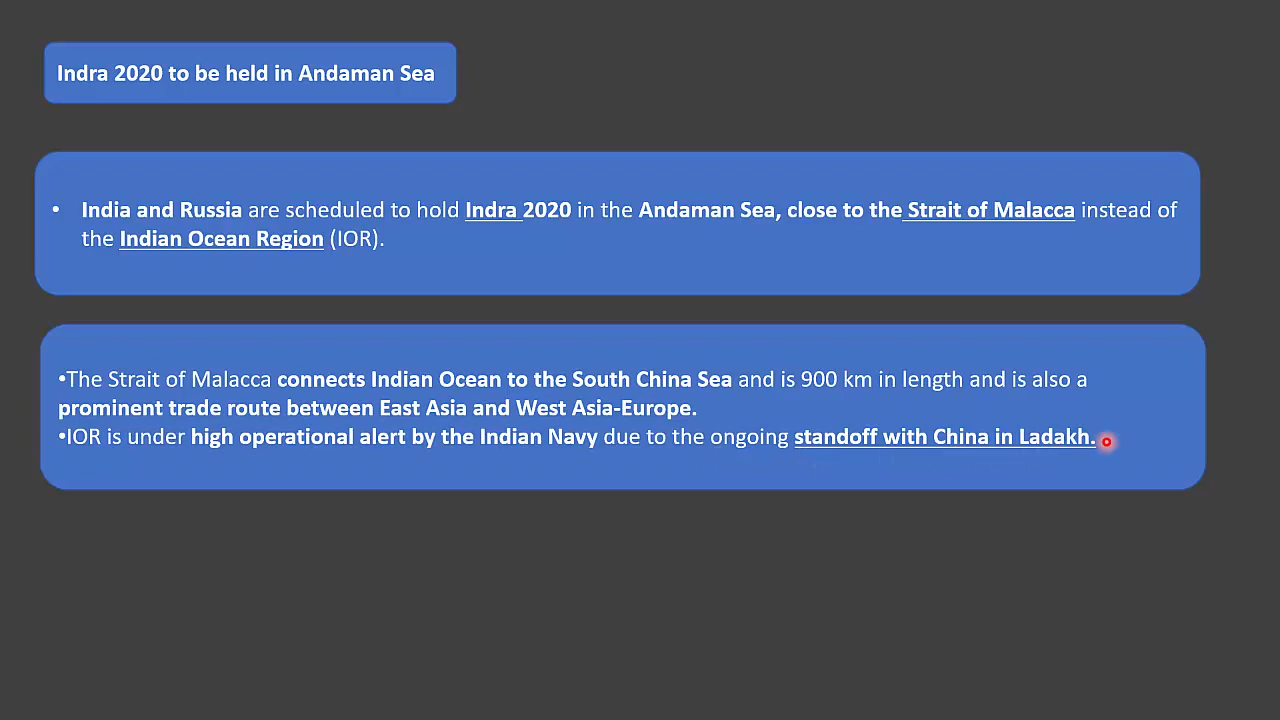 Indra 2020 to be held in Andaman Sea
• India and Russia are scheduled to hold Indra 2020 in the Andaman Sea, close to the Strait of Malacca instead of
the Indian Ocean Region (IOR).
•The Strait of Malacca connects Indian Ocean to the South China Sea and is 900 km in length and is also a
prominent trade route between East Asia and West Asia-Europe.
•IOR is under high operational alert by the Indian Navy due to the ongoing standoff with China in Ladakh.